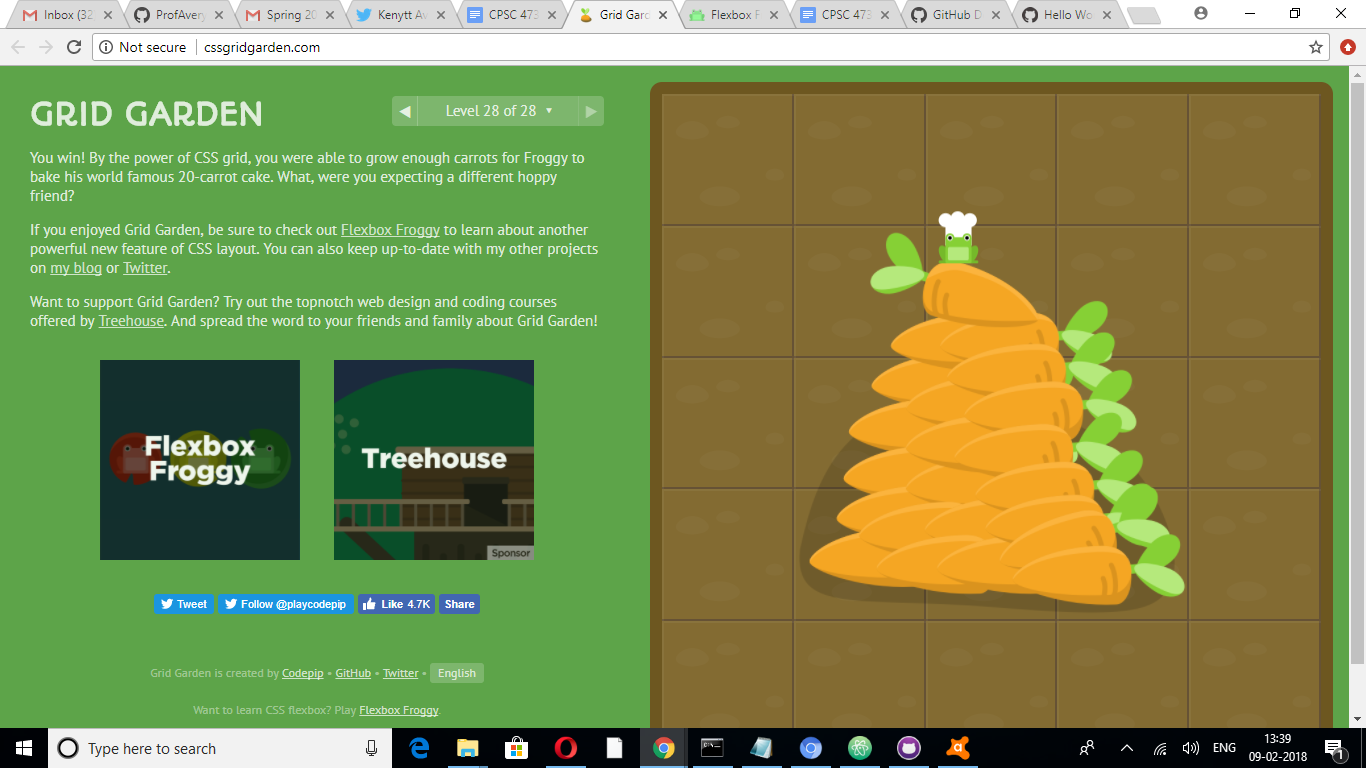 Inbox (32
ProfAvery
Spring 20
Kenytt Av
CPSC 473
Grid Gard
Flexbox F
CPSC 473
GitHub D
Hello Wo
Not secure
cssgridgarden.com
GRID GARDEN
Level 28 of 28
You win! By the power of CSS grid, you were able to grow enough carrots for Froggy to
bake his world famous 20-carrot cake. What, were you expecting a different hoppy
friend?
If you enjoyed Grid Garden, be sure to check out Flexbox Froggy to learn about another
powerful new feature of CSS layout. You can also keep up-to-date with my other projects
on my blog or Twitter.
Want to support Grid Garden? Try out the topnotch web design and coding courses
offered by Treehouse. And spread the word to your friends and family about Grid Garden!
Flexbox
Froggy
Treehouse
Sponsor
Tweet
Follow @playcodepip
Like 4.7K
Share
Grid Garden is created by Codepip • GitHub • Twitter • English
Want to learn CSS flexbox? Play Flexbox Froggy.
Type here to search
ENG
13:39
09-02-2018
1